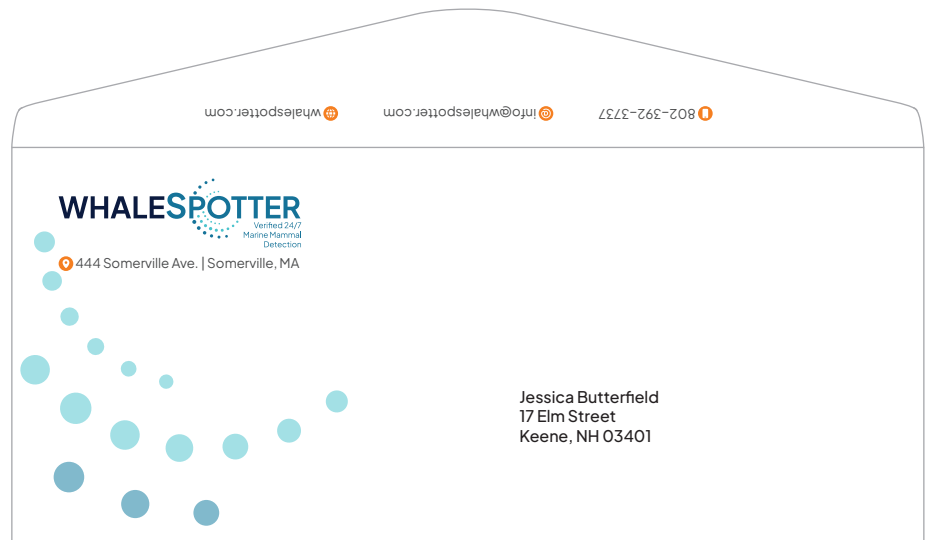 whalespotter.com
info@whalespotter.com
802-392-3737
WHALESPOTTER
Verified 24/7
Marine Mammal
Detection
444 Somerville Ave. | Somerville, MA
Jessica Butterfield
17 Elm Street
Keene, NH 03401